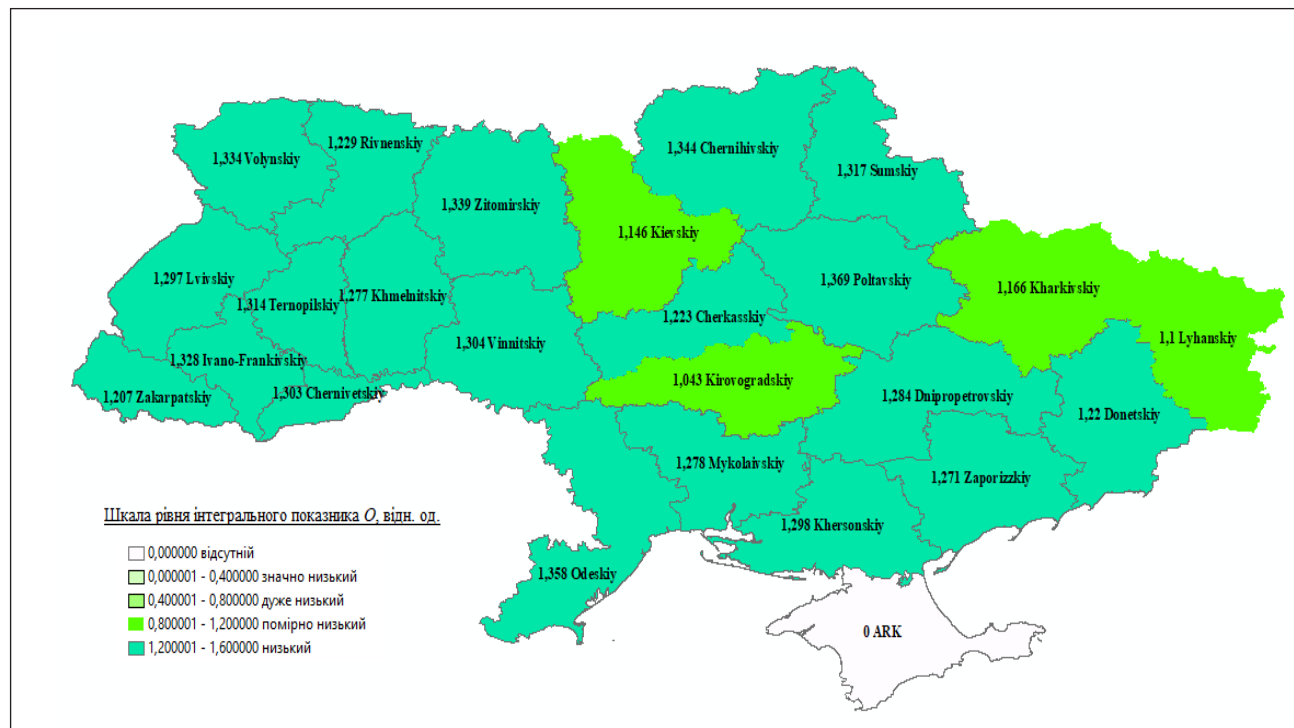 1,344 Chernihivskiy
1,229 Rivnenskiy
1,334 Volynskiy
1,317 Sumskiy
1,339 Zitomirskiy
1,146 Kievskiy
1,297 Lvivskiy
1,369 Poltavskiy
1,166 Kharkivskiy
1,277 Khmelnitskiy
1,314 Ternopilskiy
1,223 Cherkasskiy
1,1 Lyhanskiy
1,304 Vinnitskiy
1,328 Ivano-Frankivskiy
1,043 Kirovogradskiy
1,303 Chernivetskiy
1,207 Zakarpatskiy
1,284 Dnipropetrovskiy
1,22 Donetskiy
1,278 Mykolaivskiy
1,271 Zaporizzkiy
1,298 Khersonskiy
1,358 Odeskiy
0 ARK
Шкала рівня інтегрального показника O, відн. од.
0,000000 відсутній
0,000001 - 0,400000 значно низький
0,400001 - 0,800000 дуже низький
0,800001 - 1,200000 помірно низький
1,200001 - 1,600000 низький